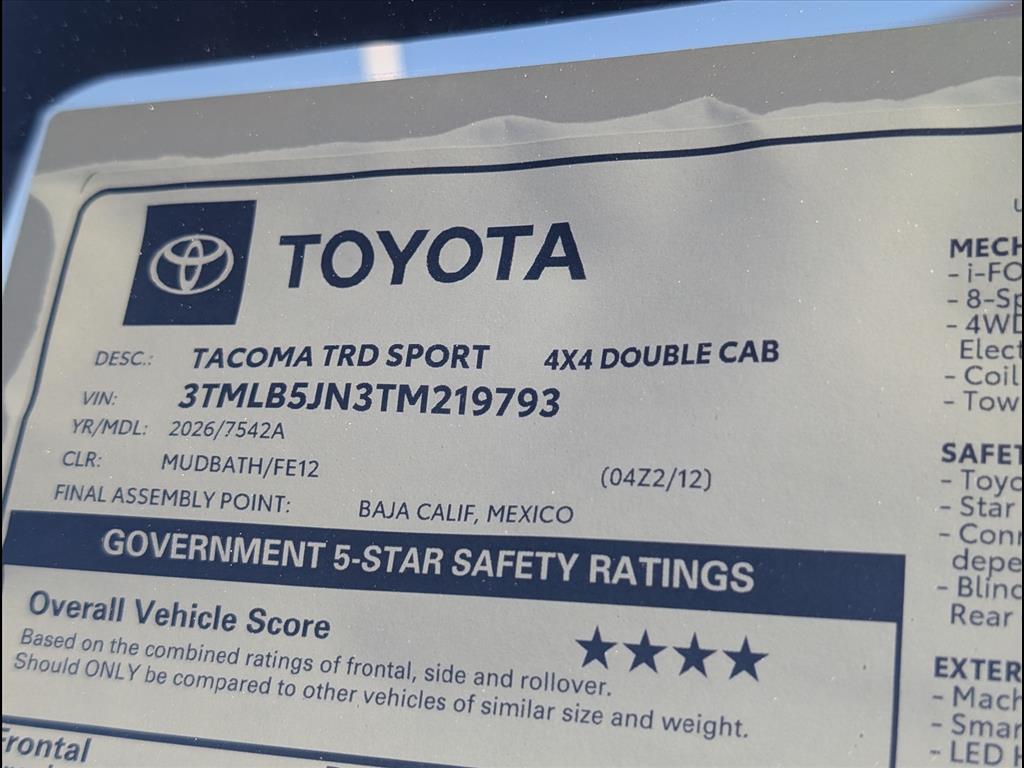 TOYOTA
DESC.: TACOMA TRD SPORT 4X4 DOUBLE CAB
VIN: 3TMLB5JN3TM219793
YR/MDL: 2026/7542A
CLR: MUDBATH/FE12 (04Z2/12)
FINAL ASSEMBLY POINT: BAJA CALIF, MEXICO
GOVERNMENT 5-STAR SAFETY RATINGS
Overall Vehicle Score ★★★★
Based on the combined ratings of frontal, side and rollover.
Should ONLY be compared to other vehicles of similar size and weight.
Frontal
MECH
- i-FO
- 8-Sp
- 4WD
Elect
- Coil
- Tow
SAFET
- Toyo
- Star
- Conn
depe
- Blind
Rear
EXTER
- Mach
- Smar
- LED H